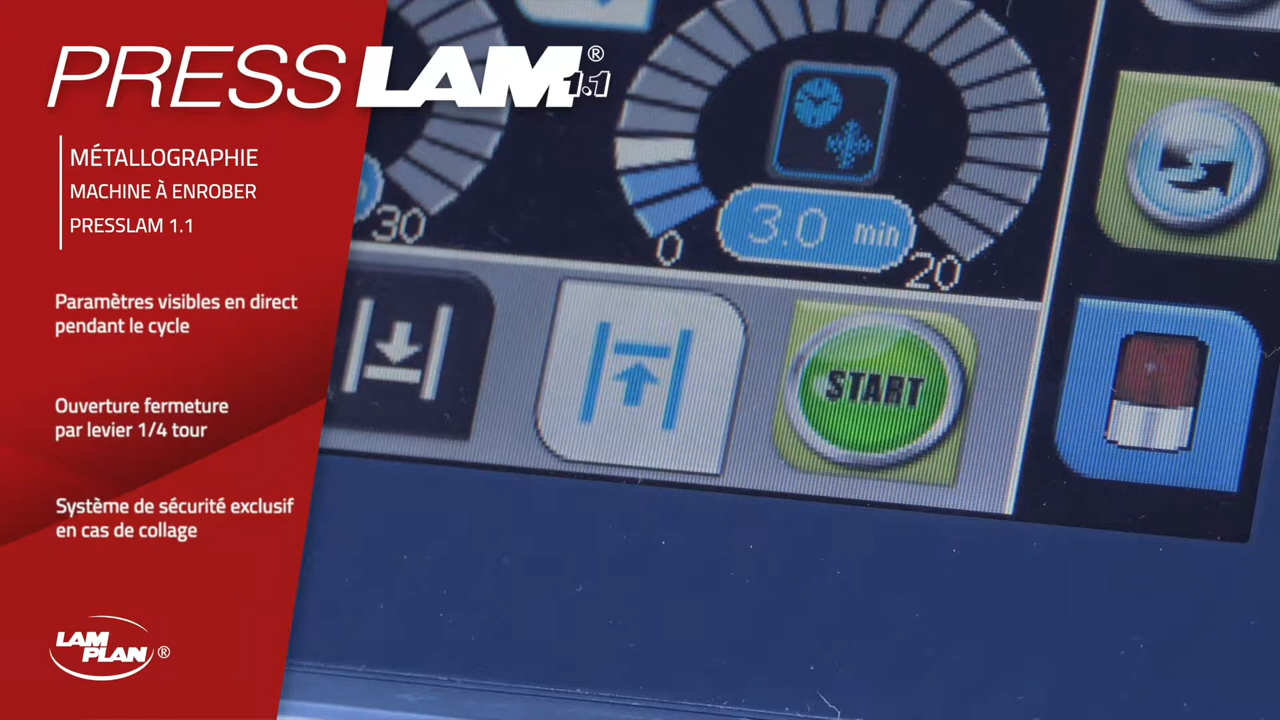 PRESSLAM® 1.1
MÉTALLOGRAPHIE
MACHINE À ENROBER
PRESSLAM 1.1
Paramètres visibles en direct
pendant le cycle
Ouverture fermeture
par levier 1/4 tour
Système de sécurité exclusif
en cas de collage
LAM
PLAN®
30
0
3.0 min
20
START